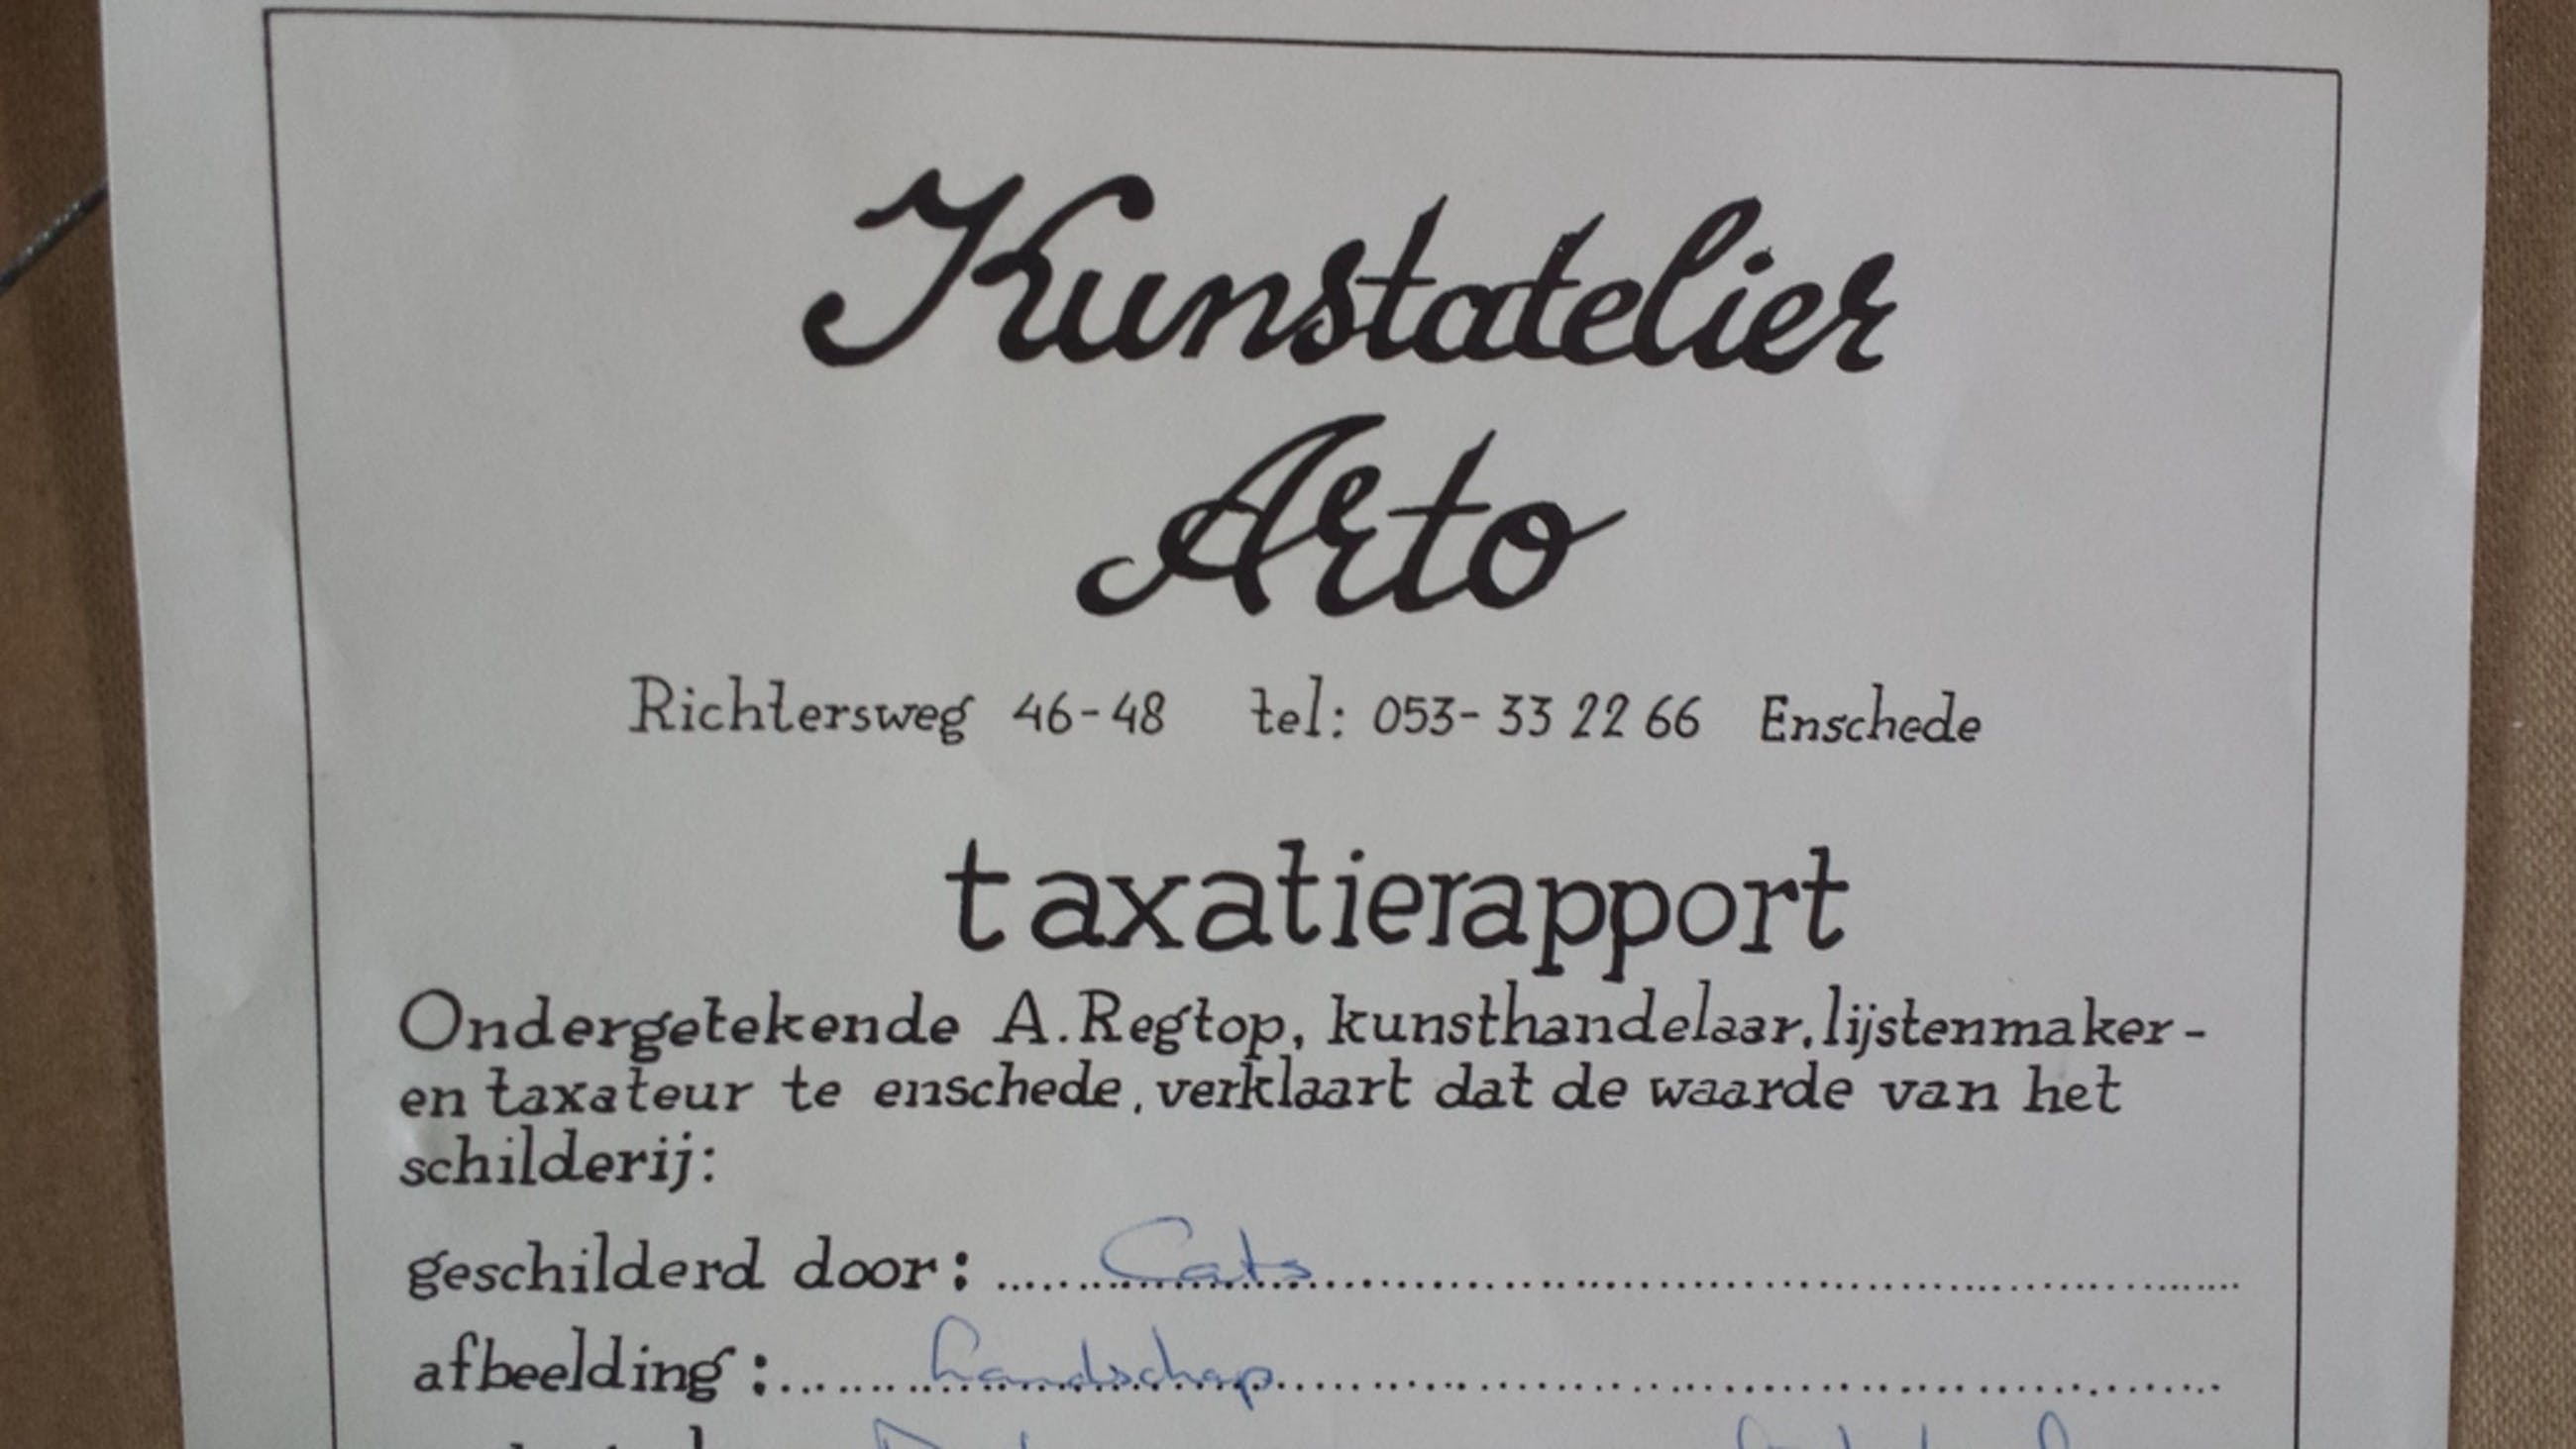 Kunstatelier
Arto
Richtersweg 46-48 tel: 053-33 22 66 Enschede
taxatierapport
Ondergetekende A. Regtop, kunsthandelaar, lijstenmaker-
en taxateur te enschede, verklaart dat de waarde van het
schilderij:
geschilderd door: Cats
afbeelding: Landschap